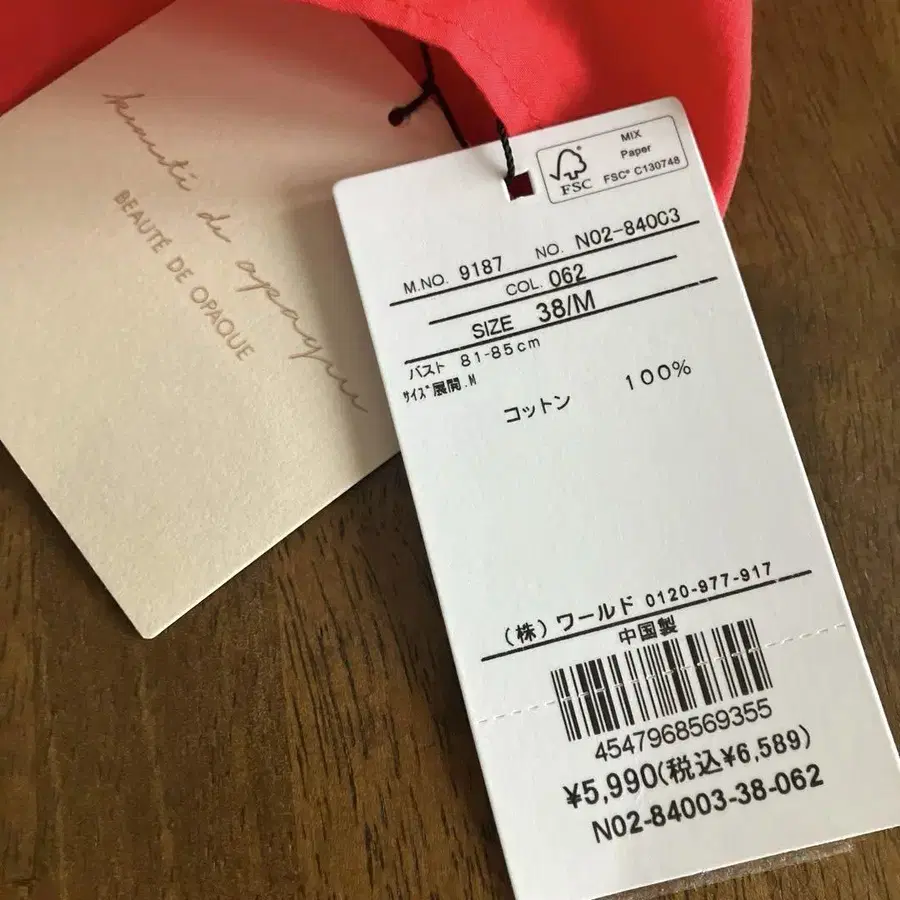 beauté de opaque
BEAUTÉ DE OPAQUE
FSC
MIX
Paper
FSC® C130748
M.NO. 9187 NO. N02-84003
COL. 062
SIZE 38/M
バスト 81-85cm
ｻｲｽﾞ展開.M
コットン 100%
(株)ワールド 0120-977-917
中国製
4547968569355
¥5,990(税込¥6,589)
N02-84003-38-062